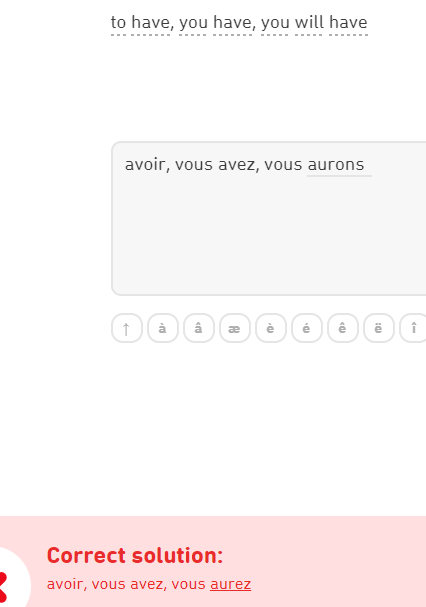 to have, you have, you will have
avoir, vous avez, vous aurons
↑ à â æ è é ê ë î
Correct solution:
avoir, vous avez, vous aurez